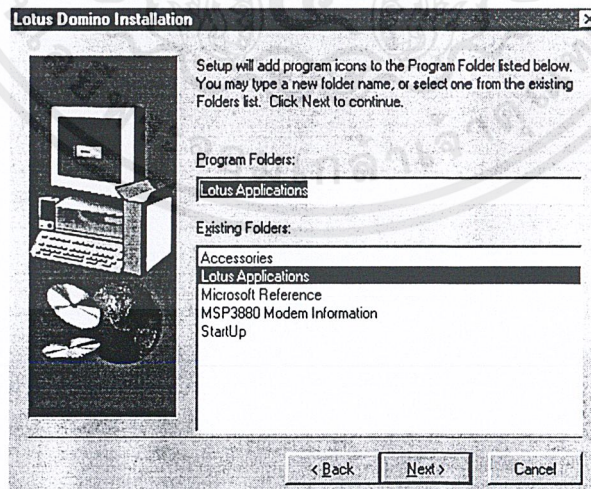 Lotus Domino Installation
Setup will add program icons to the Program Folder listed below.
You may type a new folder name, or select one from the existing
Folders list. Click Next to continue.
Program Folders:
Lotus Applications
Existing Folders:
Accessories
Lotus Applications
Microsoft Reference
MSP3880 Modem Information
StartUp
< Back
Next >
Cancel